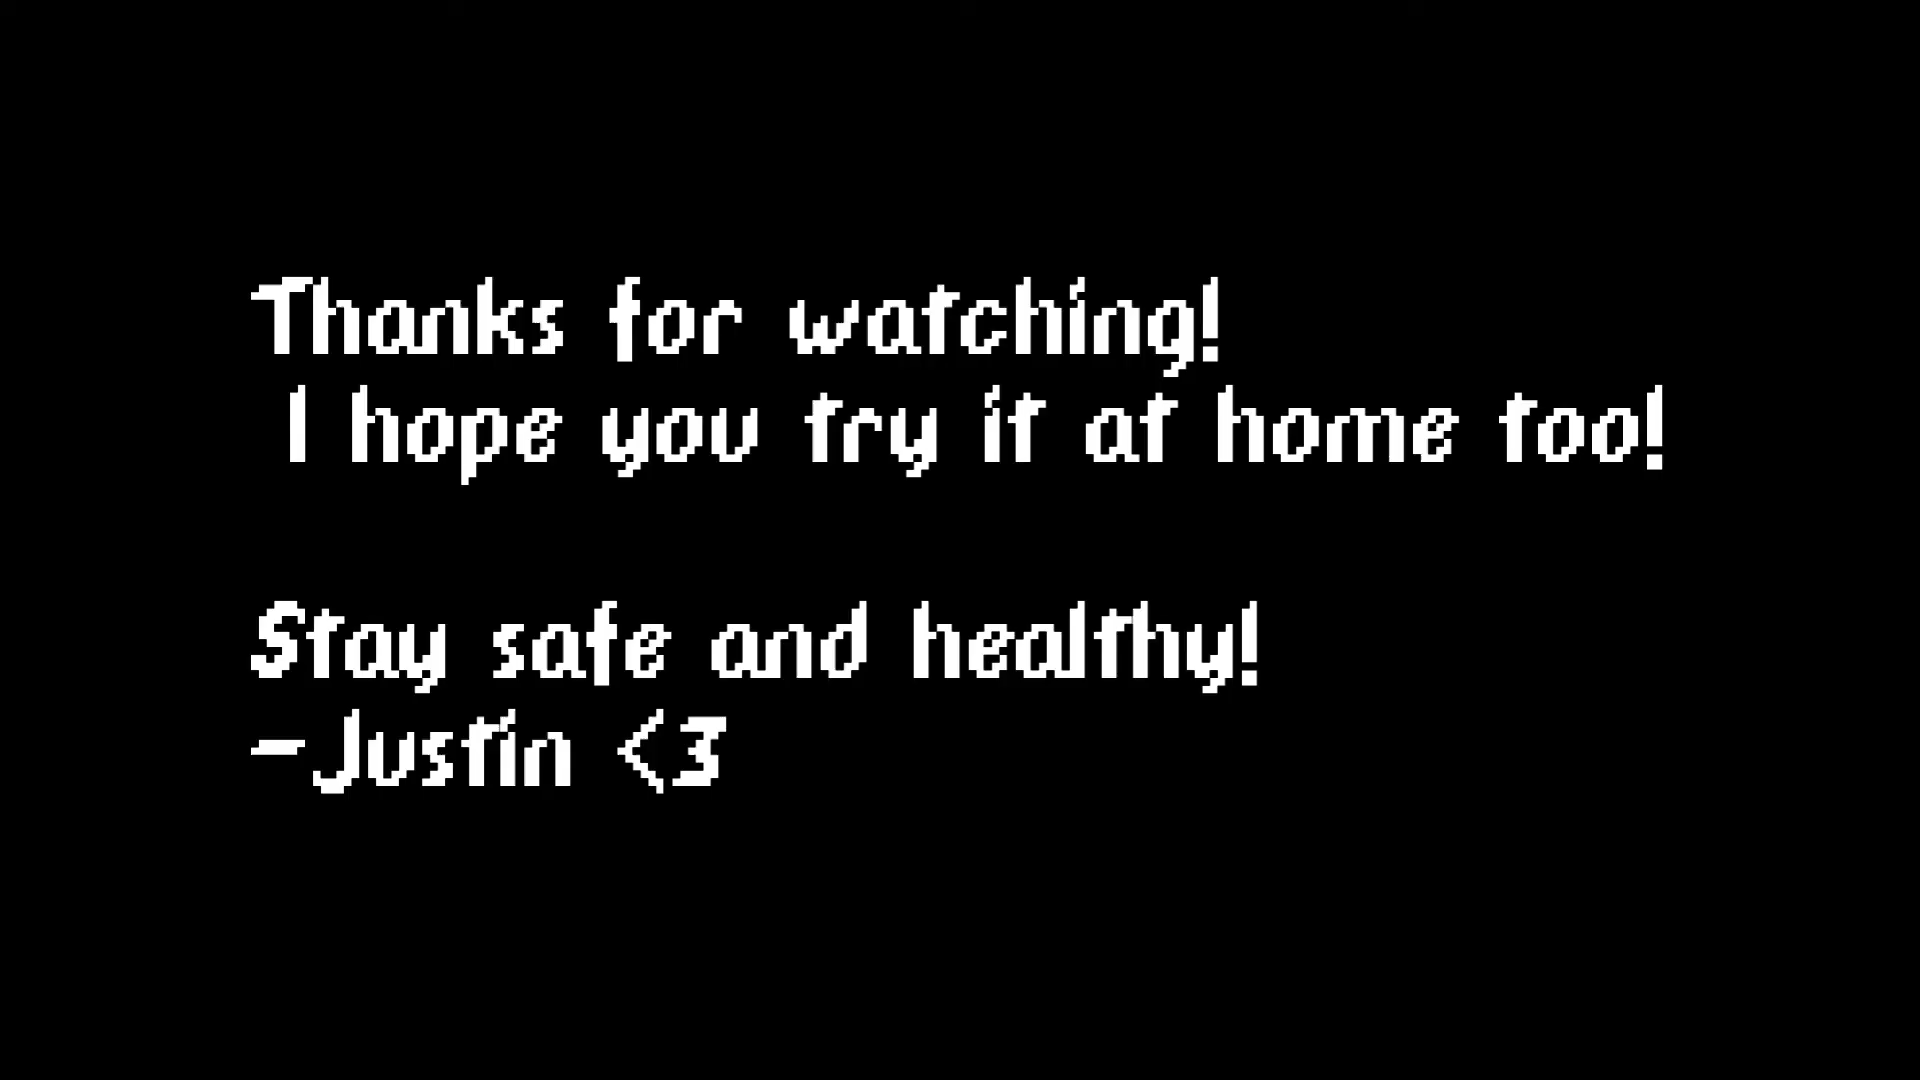 Thanks for watching!
I hope you try it at home too!
Stay safe and healthy!
-Justin <3